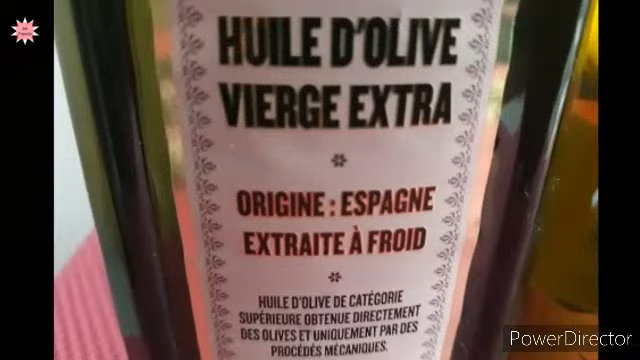 HUILE D'OLIVE
VIERGE EXTRA
ORIGINE : ESPAGNE
EXTRAITE À FROID
HUILE D'OLIVE DE CATÉGORIE
SUPÉRIEURE OBTENUE DIRECTEMENT
DES OLIVES ET UNIQUEMENT PAR DES
PROCÉDÉS MÉCANIQUES.
PowerDirector